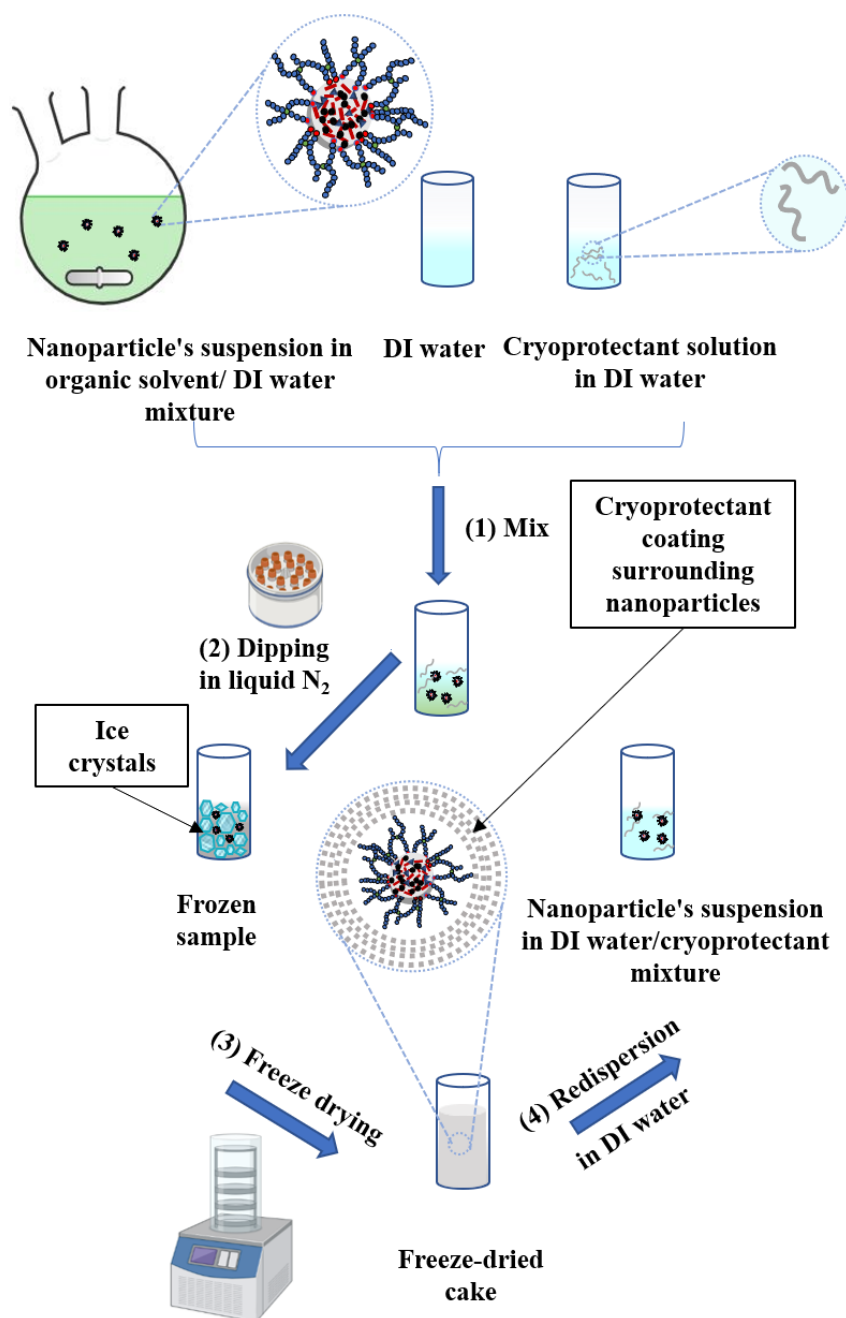 Nanoparticle's suspension in
organic solvent/ DI water
mixture
DI water
Cryoprotectant solution
in DI water
(1) Mix
Cryoprotectant
coating
surrounding
nanoparticles
(2) Dipping
in liquid N₂
Ice
crystals
Frozen
sample
Nanoparticle's suspension
in DI water/cryoprotectant
mixture
(3) Freeze drying
(4) Redispersion
in DI water
Freeze-dried
cake